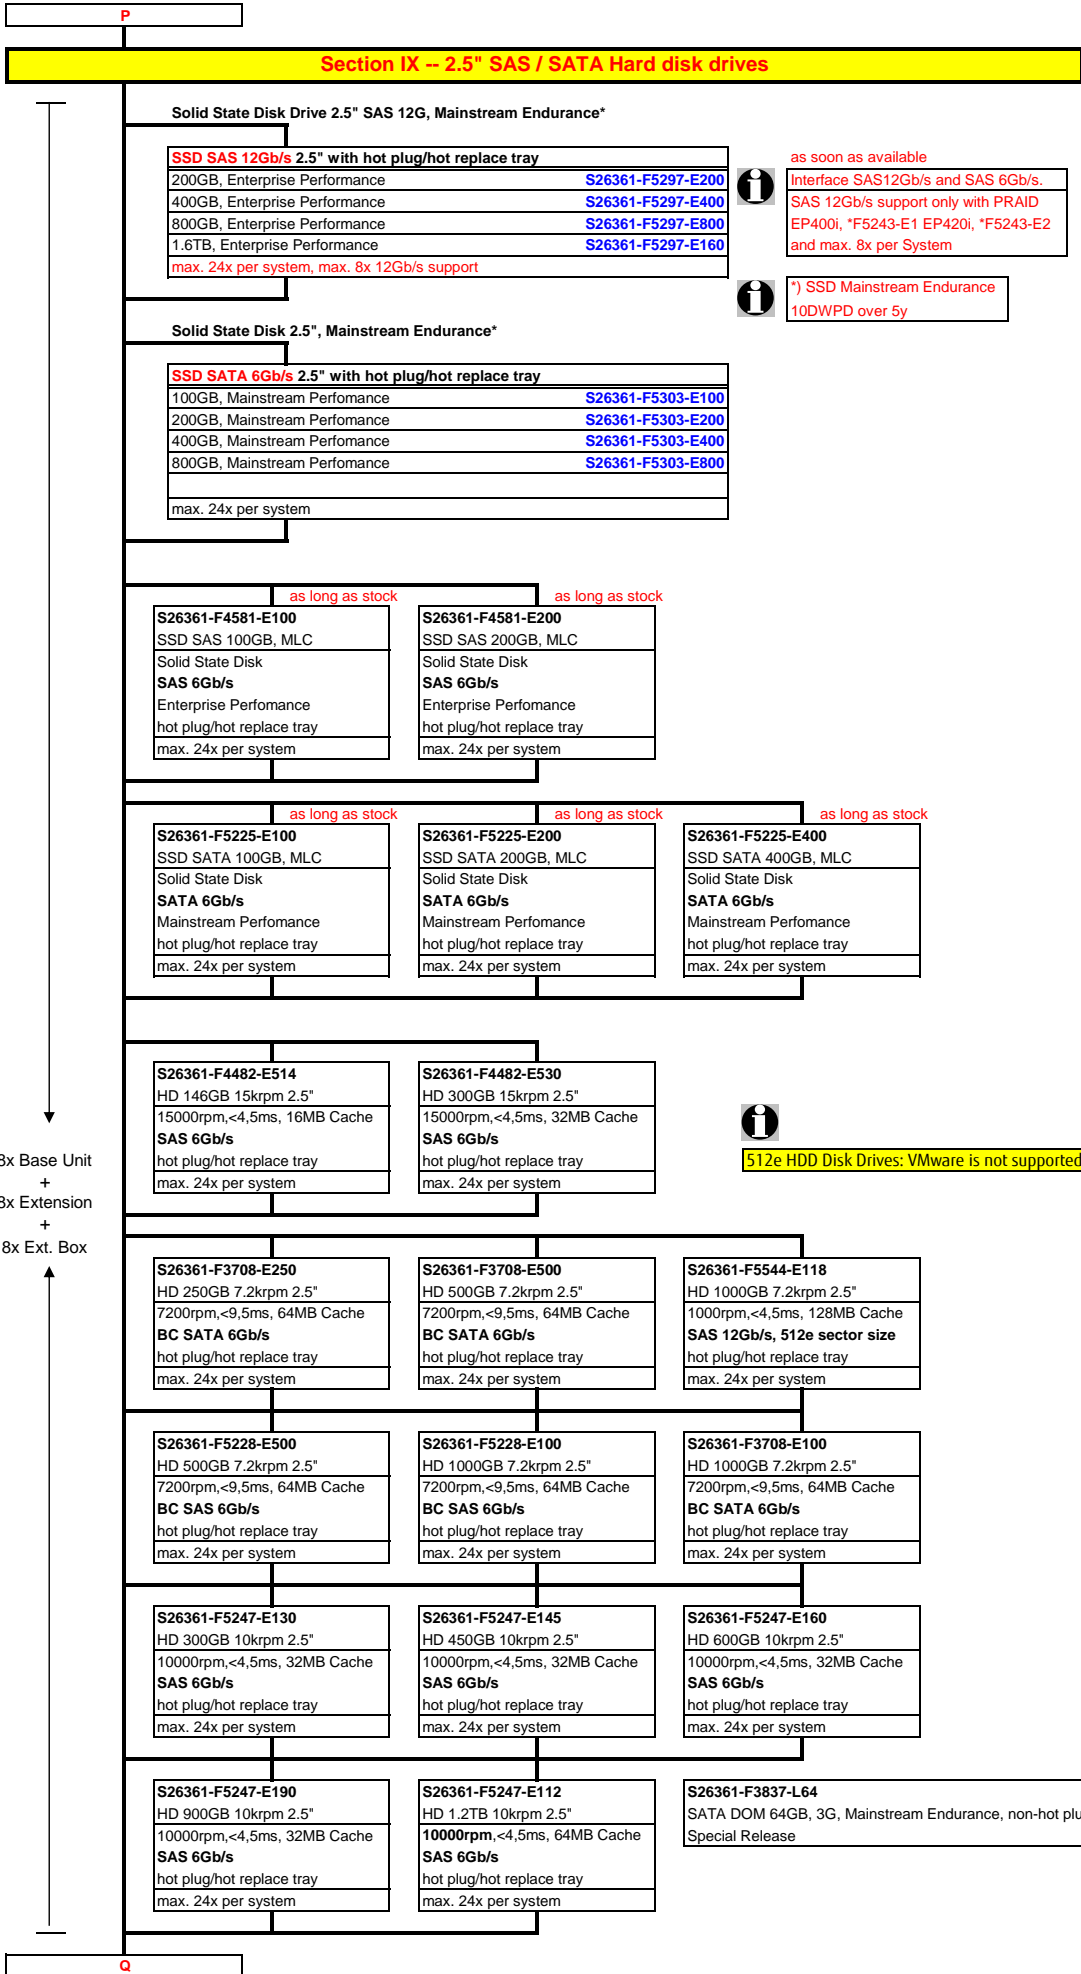 P
Section IX -- 2.5" SAS / SATA Hard disk drives
Solid State Disk Drive 2.5" SAS 12G, Mainstream Endurance*
SSD SAS 12Gb/s 2.5" with hot plug/hot replace tray
200GB, Enterprise Performance S26361-F5297-E200
400GB, Enterprise Performance S26361-F5297-E400
800GB, Enterprise Performance S26361-F5297-E800
1.6TB, Enterprise Performance S26361-F5297-E160
max. 24x per system, max. 8x 12Gb/s support
as soon as available
Interface SAS12Gb/s and SAS 6Gb/s.
SAS 12Gb/s support only with PRAID
EP400i, *F5243-E1 EP420i, *F5243-E2
and max. 8x per System
*) SSD Mainstream Endurance
10DWPD over 5y
Solid State Disk 2.5", Mainstream Endurance*
SSD SATA 6Gb/s 2.5" with hot plug/hot replace tray
100GB, Mainstream Perfomance S26361-F5303-E100
200GB, Mainstream Perfomance S26361-F5303-E200
400GB, Mainstream Perfomance S26361-F5303-E400
800GB, Mainstream Perfomance S26361-F5303-E800
max. 24x per system
as long as stock
S26361-F4581-E100
SSD SAS 100GB, MLC
Solid State Disk
SAS 6Gb/s
Enterprise Perfomance
hot plug/hot replace tray
max. 24x per system
as long as stock
S26361-F4581-E200
SSD SAS 200GB, MLC
Solid State Disk
SAS 6Gb/s
Enterprise Perfomance
hot plug/hot replace tray
max. 24x per system
as long as stock
S26361-F5225-E100
SSD SATA 100GB, MLC
Solid State Disk
SATA 6Gb/s
Mainstream Perfomance
hot plug/hot replace tray
max. 24x per system
as long as stock
S26361-F5225-E200
SSD SATA 200GB, MLC
Solid State Disk
SATA 6Gb/s
Mainstream Perfomance
hot plug/hot replace tray
max. 24x per system
as long as stock
S26361-F5225-E400
SSD SATA 400GB, MLC
Solid State Disk
SATA 6Gb/s
Mainstream Perfomance
hot plug/hot replace tray
max. 24x per system
S26361-F4482-E514
HD 146GB 15krpm 2.5"
15000rpm,<4,5ms, 16MB Cache
SAS 6Gb/s
hot plug/hot replace tray
max. 24x per system
S26361-F4482-E530
HD 300GB 15krpm 2.5"
15000rpm,<4,5ms, 32MB Cache
SAS 6Gb/s
hot plug/hot replace tray
max. 24x per system
512e HDD Disk Drives: VMware is not supported
8x Base Unit
+
8x Extension
+
8x Ext. Box
S26361-F3708-E250
HD 250GB 7.2krpm 2.5"
7200rpm,<9,5ms, 64MB Cache
BC SATA 6Gb/s
hot plug/hot replace tray
max. 24x per system
S26361-F3708-E500
HD 500GB 7.2krpm 2.5"
7200rpm,<9,5ms, 64MB Cache
BC SATA 6Gb/s
hot plug/hot replace tray
max. 24x per system
S26361-F5544-E118
HD 1000GB 7.2krpm 2.5"
1000rpm,<4,5ms, 128MB Cache
SAS 12Gb/s, 512e sector size
hot plug/hot replace tray
max. 24x per system
S26361-F5228-E500
HD 500GB 7.2krpm 2.5"
7200rpm,<9,5ms, 64MB Cache
BC SAS 6Gb/s
hot plug/hot replace tray
max. 24x per system
S26361-F5228-E100
HD 1000GB 7.2krpm 2.5"
7200rpm,<9,5ms, 64MB Cache
BC SAS 6Gb/s
hot plug/hot replace tray
max. 24x per system
S26361-F3708-E100
HD 1000GB 7.2krpm 2.5"
7200rpm,<9,5ms, 64MB Cache
BC SATA 6Gb/s
hot plug/hot replace tray
max. 24x per system
S26361-F5247-E130
HD 300GB 10krpm 2.5"
10000rpm,<4,5ms, 32MB Cache
SAS 6Gb/s
hot plug/hot replace tray
max. 24x per system
S26361-F5247-E145
HD 450GB 10krpm 2.5"
10000rpm,<4,5ms, 32MB Cache
SAS 6Gb/s
hot plug/hot replace tray
max. 24x per system
S26361-F5247-E160
HD 600GB 10krpm 2.5"
10000rpm,<4,5ms, 32MB Cache
SAS 6Gb/s
hot plug/hot replace tray
max. 24x per system
S26361-F5247-E190
HD 900GB 10krpm 2.5"
10000rpm,<4,5ms, 32MB Cache
SAS 6Gb/s
hot plug/hot replace tray
max. 24x per system
S26361-F5247-E112
HD 1.2TB 10krpm 2.5"
10000rpm,<4,5ms, 64MB Cache
SAS 6Gb/s
hot plug/hot replace tray
max. 24x per system
S26361-F3837-L64
SATA DOM 64GB, 3G, Mainstream Endurance, non-hot plu
Special Release
Q